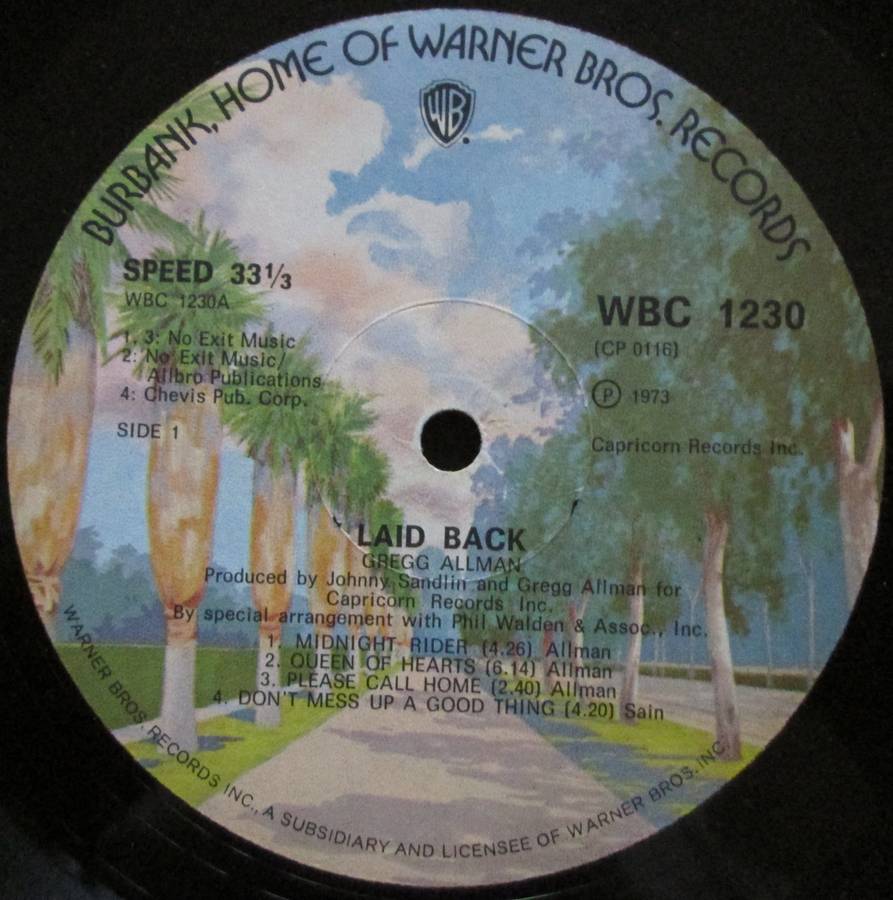 BURBANK, HOME OF WARNER BROS. RECORDS
WB
SPEED 33 1/3
WBC 1230A
1, 3: No Exit Music
2: No Exit Music/
Allbro Publications
4: Chevis Pub. Corp.
SIDE 1
WBC 1230
(CP 0116)
Ⓟ 1973
Capricorn Records Inc.
LAID BACK
GREGG ALLMAN
Produced by Johnny Sandlin and Gregg Allman for
Capricorn Records Inc.
By special arrangement with Phil Walden & Assoc., Inc.
1. MIDNIGHT RIDER (4.26) Allman
2. QUEEN OF HEARTS (6.14) Allman
3. PLEASE CALL HOME (2.40) Allman
4. DON'T MESS UP A GOOD THING (4.20) Sain
WARNER BROS. RECORDS INC., A SUBSIDIARY AND LICENSEE OF WARNER BROS. INC.